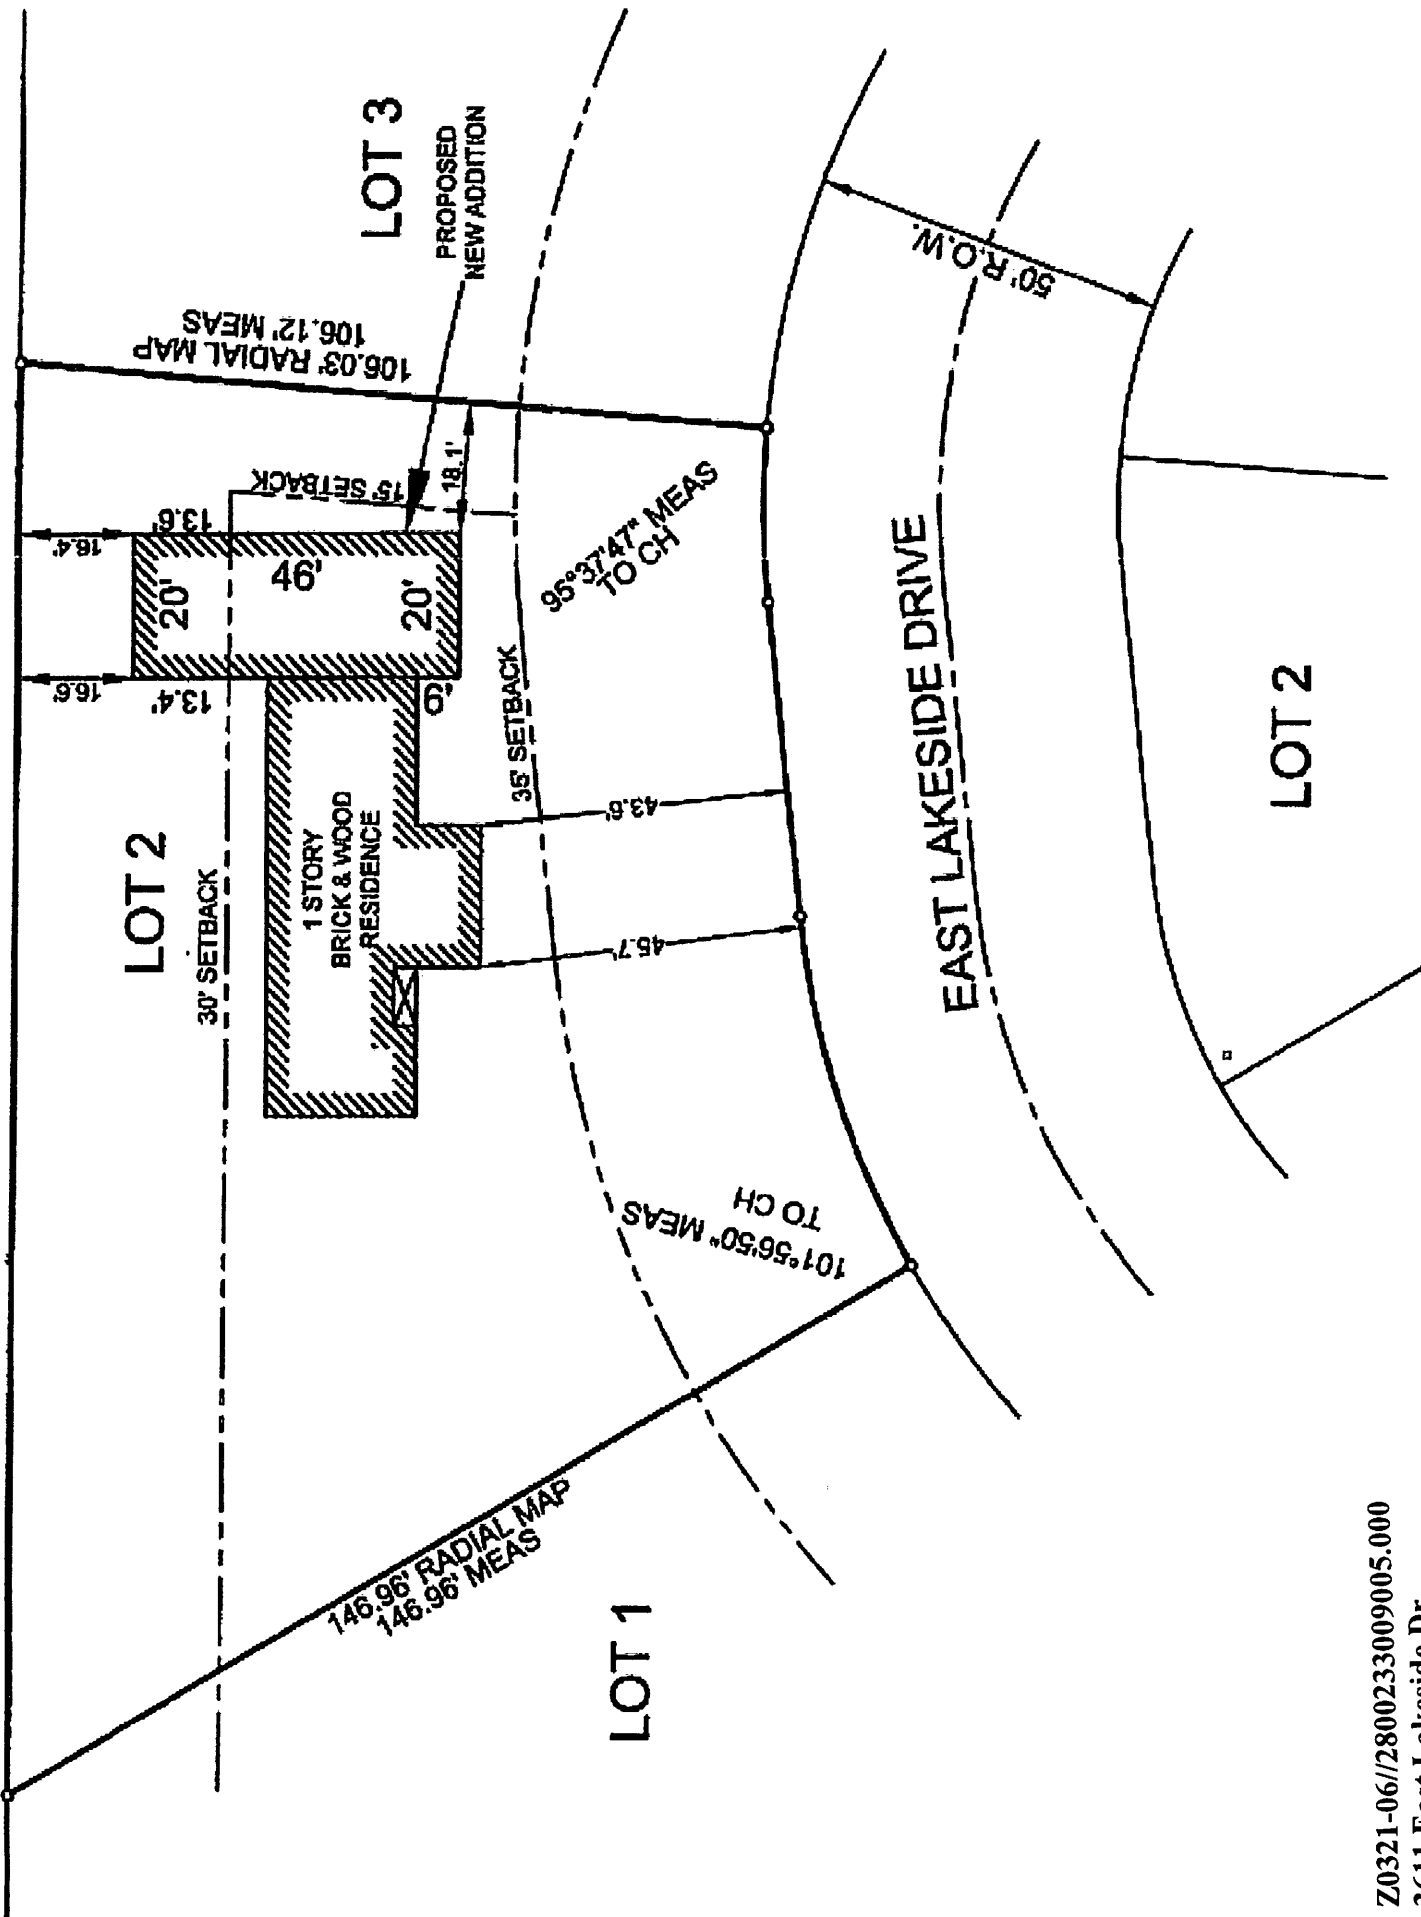 LOT 3
PROPOSED
NEW ADDITION
106.03' RADIAL MAP
106.12' MEAS
15' SETBACK
18.1'
16.4'
13.6'
20'
46'
20'
16.6'
13.4'
6'
LOT 2
30' SETBACK
1 STORY
BRICK & WOOD
RESIDENCE
35' SETBACK
43.6'
45.7'
95°37'47" MEAS
TO CH
50' R.O.W.
EAST LAKESIDE DRIVE
LOT 2
101°56'50" MEAS
TO CH
146.96' RADIAL MAP
146.96' MEAS
LOT 1
Z0321-06//2800233009005.000
East Lakeside Dr